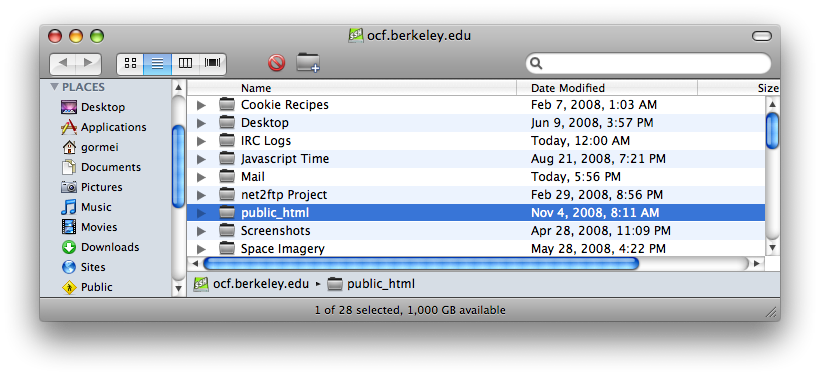 ocf.berkeley.edu
PLACES
Desktop
Applications
gormei
Documents
Pictures
Music
Movies
Downloads
Sites
Public
Name Date Modified Size
Cookie Recipes Feb 7, 2008, 1:03 AM
Desktop Jun 9, 2008, 3:57 PM
IRC Logs Today, 12:00 AM
Javascript Time Aug 21, 2008, 7:21 PM
Mail Today, 5:56 PM
net2ftp Project Feb 29, 2008, 8:56 PM
public_html Nov 4, 2008, 8:11 AM
Screenshots Apr 28, 2008, 11:09 PM
Space Imagery May 28, 2008, 4:22 PM
ocf.berkeley.edu ▸ public_html
1 of 28 selected, 1,000 GB available